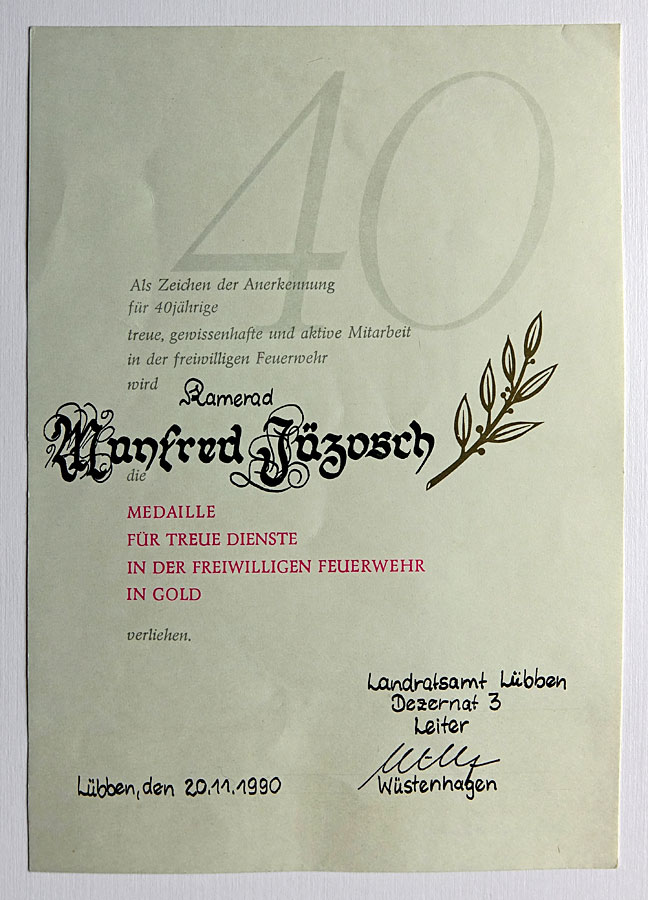 40
Als Zeichen der Anerkennung
für 40jährige
treue, gewissenhafte und aktive Mitarbeit
in der freiwilligen Feuerwehr
wird
Kamerad
Manfred Jüzosch
die
MEDAILLE
FÜR TREUE DIENSTE
IN DER FREIWILLIGEN FEUERWEHR
IN GOLD
verliehen.
Landratsamt Lübben
Dezernat 3
Leiter
Wüstenhagen
Lübben, den 20.11.1990